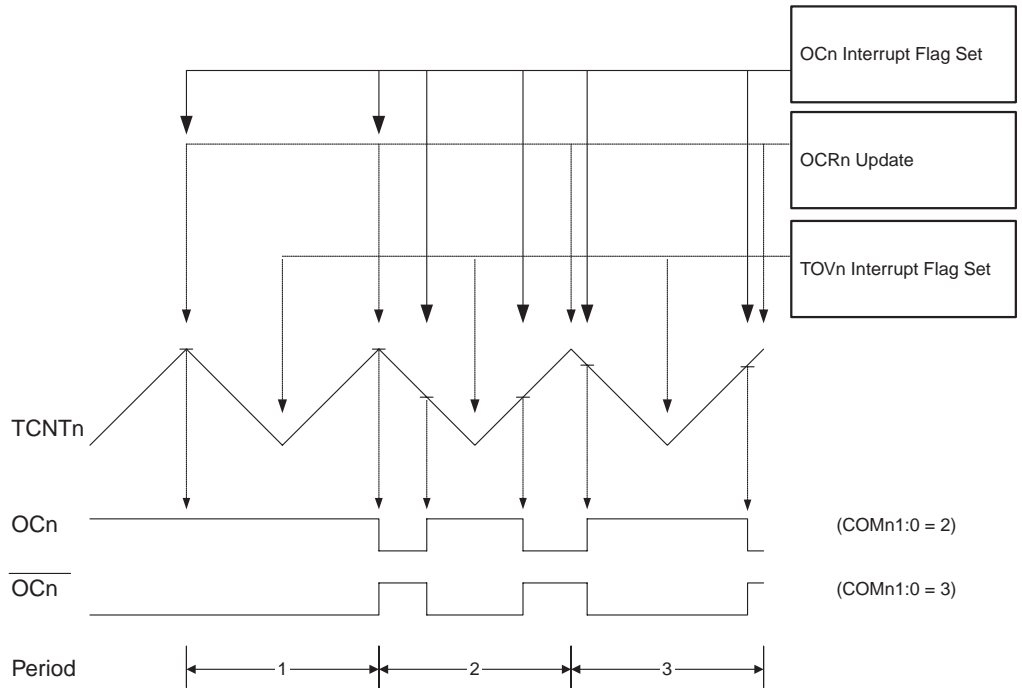 OCn Interrupt Flag Set
OCRn Update
TOVn Interrupt Flag Set
TCNTn
OCn
(COMn1:0 = 2)
OCn
(COMn1:0 = 3)
Period
1
2
3